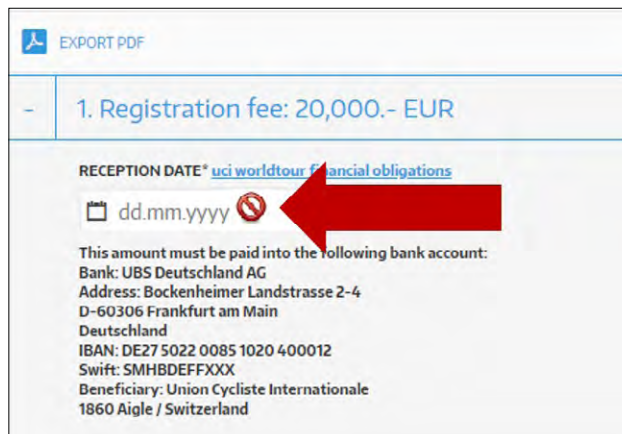 EXPORT PDF
- 1. Registration fee: 20,000.- EUR
RECEPTION DATE* uci worldtour financial obligations
dd.mm.yyyy
This amount must be paid into the following bank account:
Bank: UBS Deutschland AG
Address: Bockenheimer Landstrasse 2-4
D-60306 Frankfurt am Main
Deutschland
IBAN: DE27 5022 0085 1020 400012
Swift: SMHBDEFFXXX
Beneficiary: Union Cycliste Internationale
1860 Aigle / Switzerland